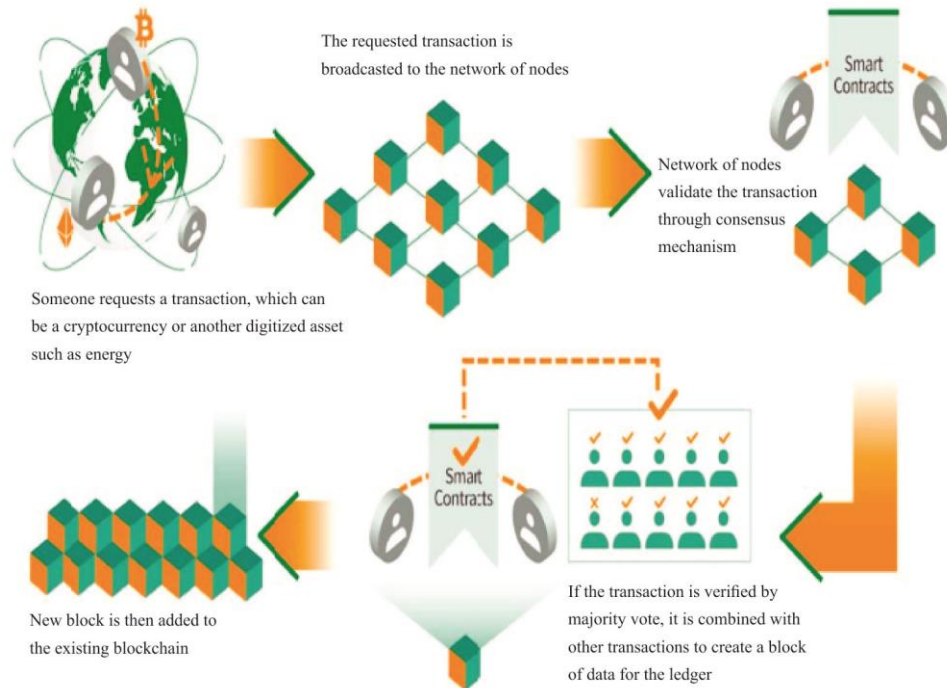 The requested transaction is
broadcasted to the network of nodes
Smart
Contracts
Network of nodes
validate the transaction
through consensus
mechanism
Someone requests a transaction, which can
be a cryptocurrency or another digitized asset
such as energy
Smart
Contracts
If the transaction is verified by
majority vote, it is combined with
other transactions to create a block
of data for the ledger
New block is then added to
the existing blockchain